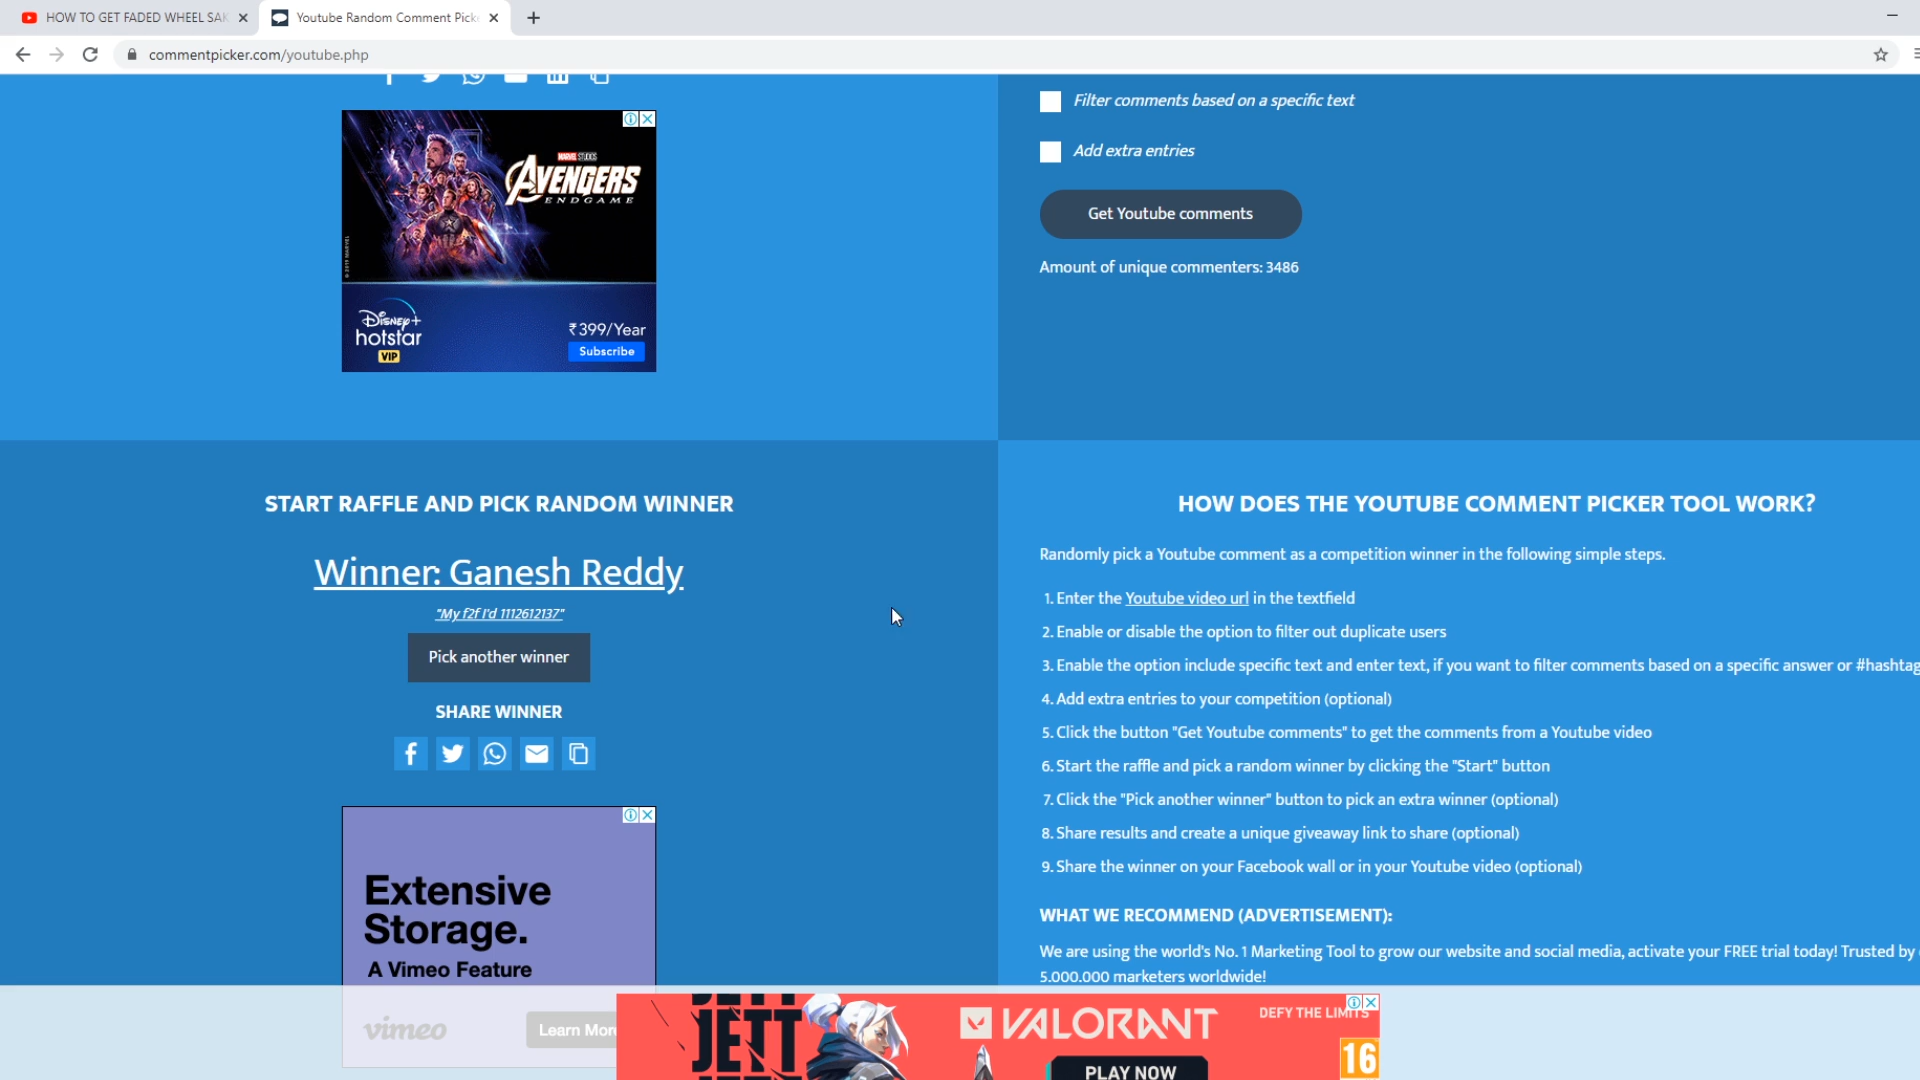 HOW TO GET FADED WHEEL SAK
Youtube Random Comment Pick
commentpicker.com/youtube.php
MARVEL STUDIOS
AVENGERS
ENDGAME
Disney+
hotstar
VIP
₹399/Year
Subscribe
Filter comments based on a specific text
Add extra entries
Get Youtube comments
Amount of unique commenters: 3486
START RAFFLE AND PICK RANDOM WINNER
Winner: Ganesh Reddy
"My f2f I'd 1112612137"
Pick another winner
SHARE WINNER
Extensive
Storage.
A Vimeo Feature
vimeo
Learn More
HOW DOES THE YOUTUBE COMMENT PICKER TOOL WORK?
Randomly pick a Youtube comment as a competition winner in the following simple steps.
1. Enter the Youtube video url in the textfield
2. Enable or disable the option to filter out duplicate users
3. Enable the option include specific text and enter text, if you want to filter comments based on a specific answer or #hashtag
4. Add extra entries to your competition (optional)
5. Click the button "Get Youtube comments" to get the comments from a Youtube video
6. Start the raffle and pick a random winner by clicking the "Start" button
7. Click the "Pick another winner" button to pick an extra winner (optional)
8. Share results and create a unique giveaway link to share (optional)
9. Share the winner on your Facebook wall or in your Youtube video (optional)
WHAT WE RECOMMEND (ADVERTISEMENT):
We are using the world's No. 1 Marketing Tool to grow our website and social media, activate your FREE trial today! Trusted by
5.000.000 marketers worldwide!
JETT
VALORANT
DEFY THE LIMITS
PLAY NOW
16